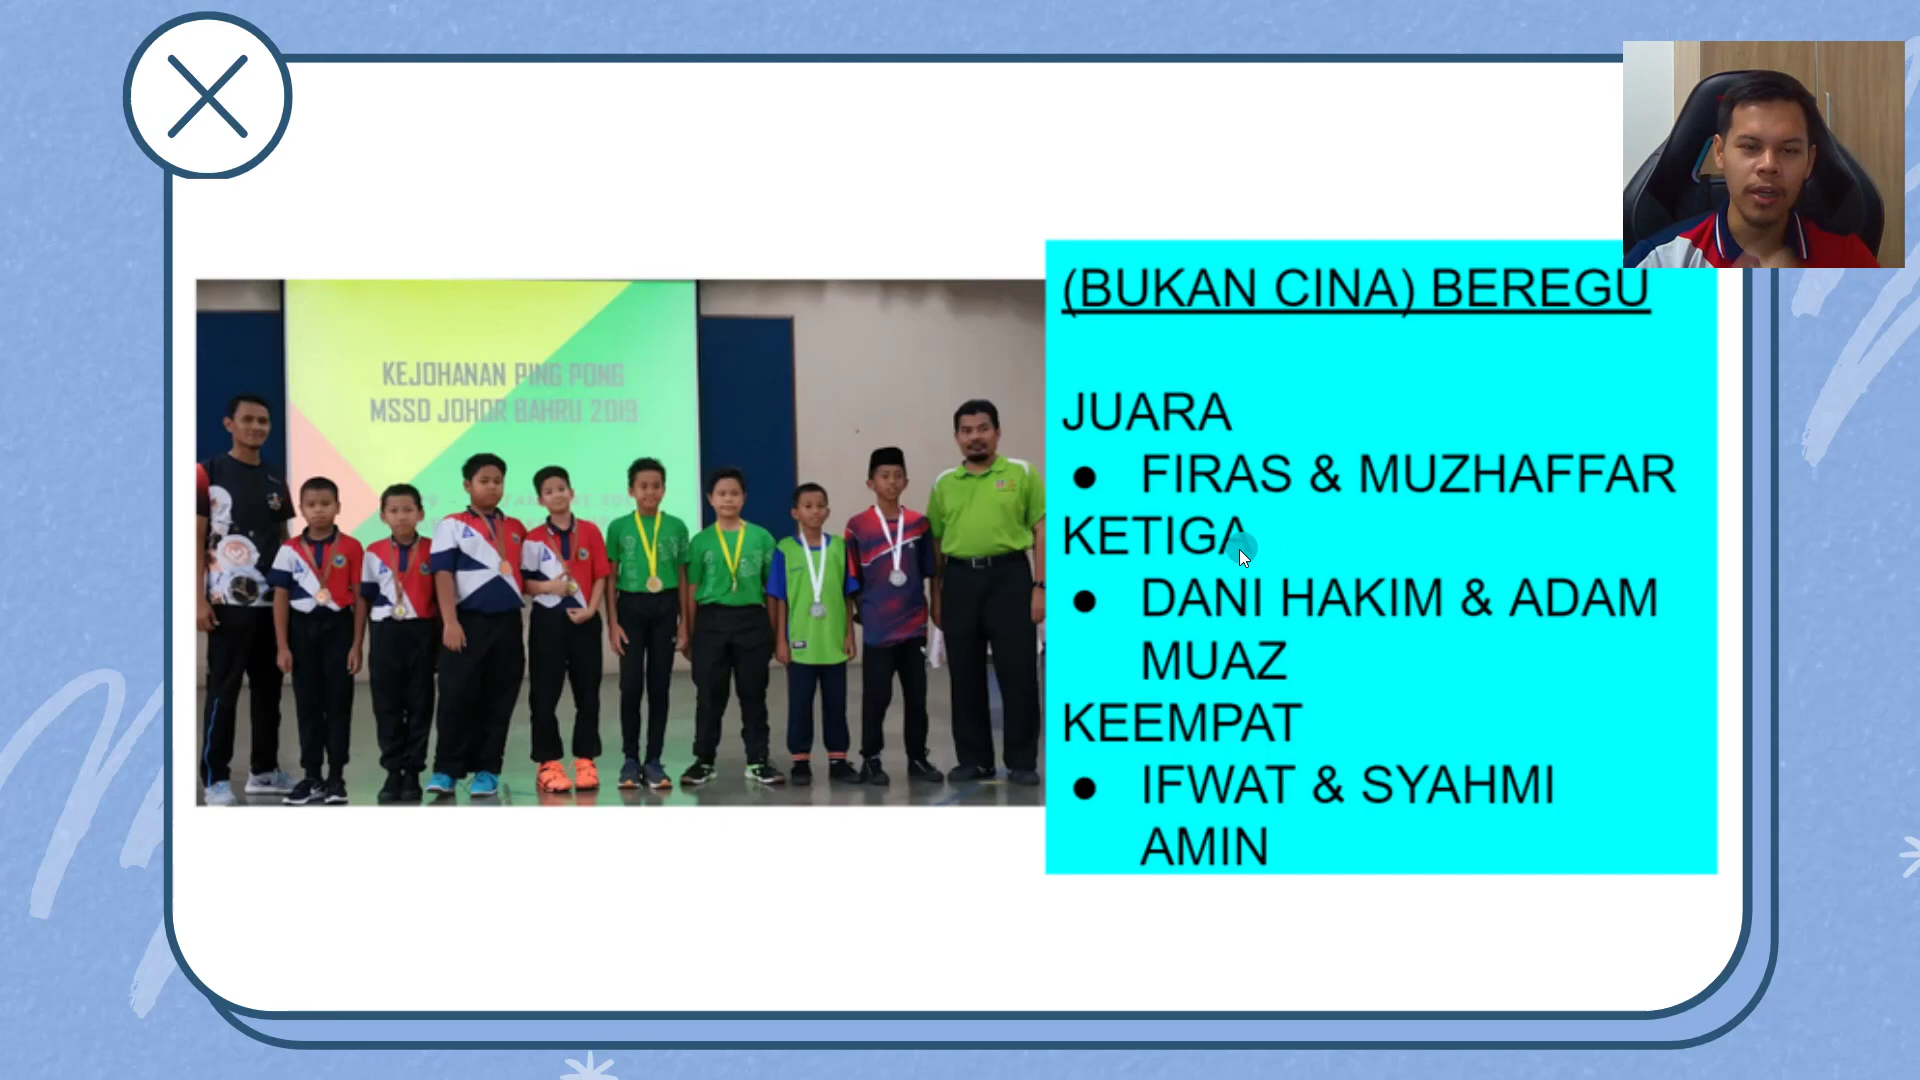 KEJOHANAN PING PONG
MSSD JOHOR BAHRU 2019
(BUKAN CINA) BEREGU
JUARA
● FIRAS & MUZHAFFAR
KETIGA
● DANI HAKIM & ADAM
MUAZ
KEEMPAT
● IFWAT & SYAHMI
AMIN